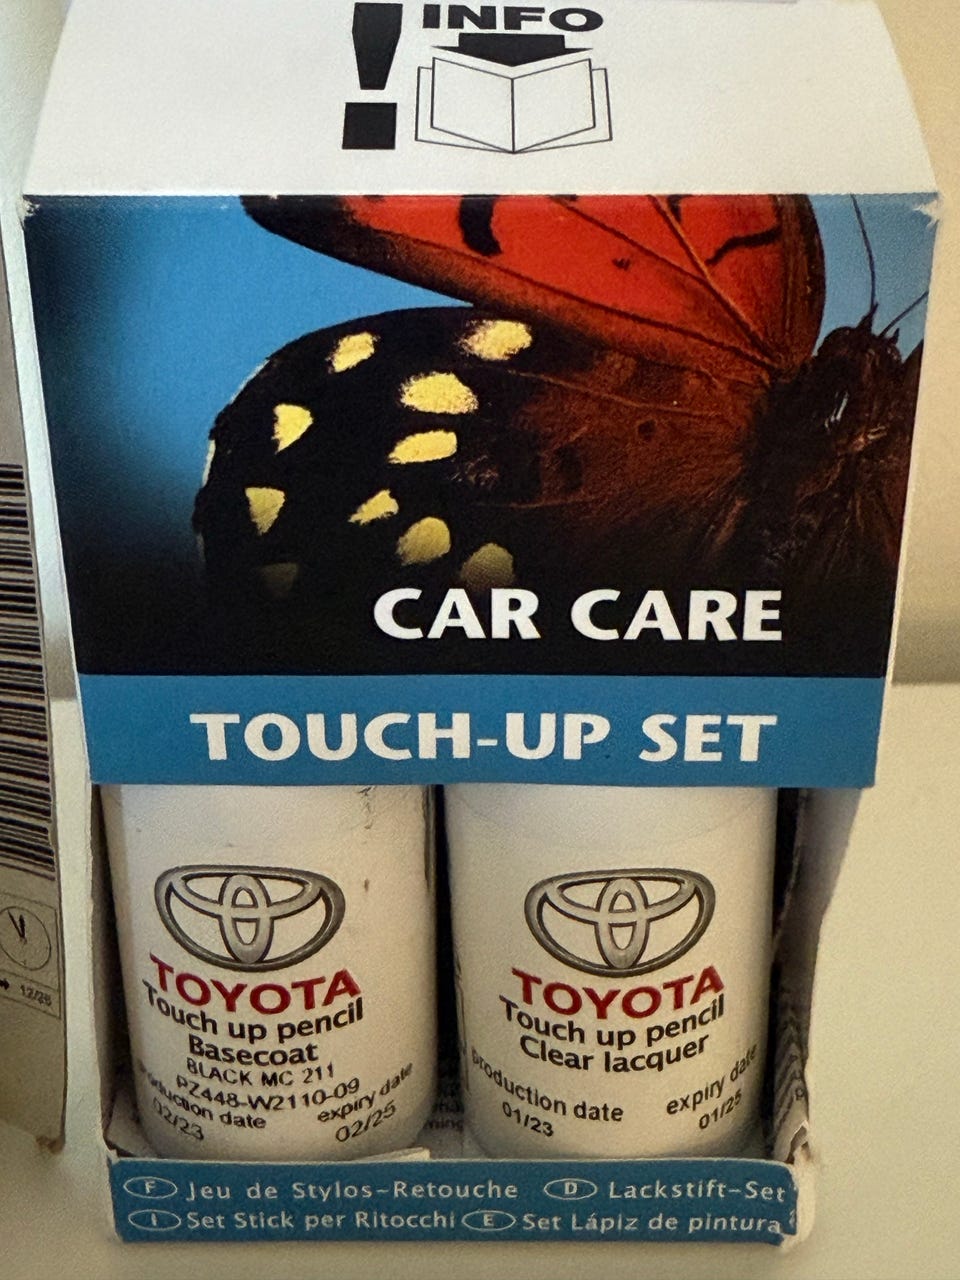 INFO
CAR CARE
TOUCH-UP SET
TOYOTA
Touch up pencil
Basecoat
BLACK MC 211
PZ448-W2110-09
production date
02/23
expiry date
02/25
TOYOTA
Touch up pencil
Clear lacquer
production date
01/23
expiry date
01/25
F Jeu de Stylos-Retouche D Lackstift-Set
I Set Stick per Ritocchi E Set Lápiz de pintura